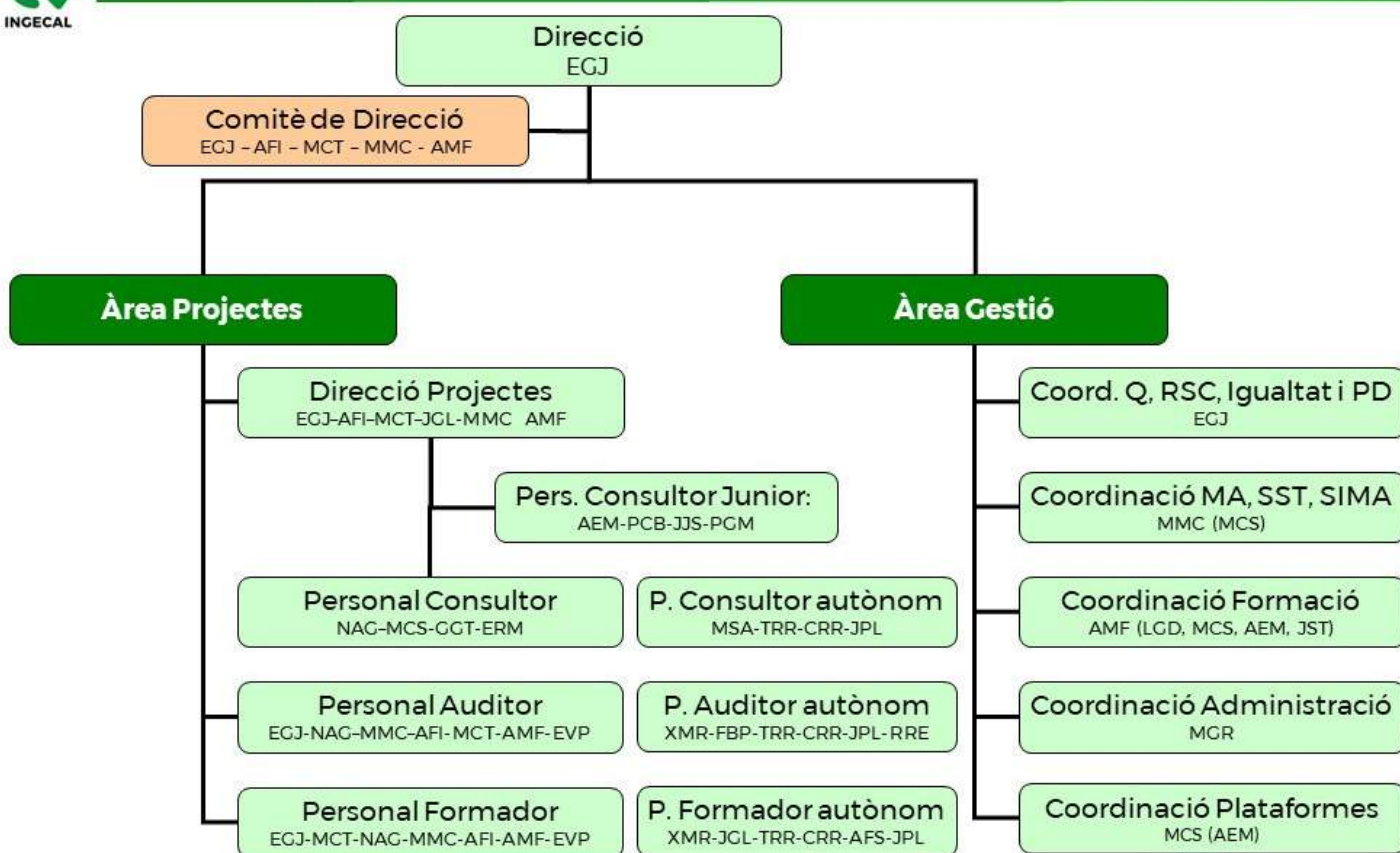 INGECAL
Direcció
EGJ
Comitè de Direcció
EGJ – AFI – MCT – MMC - AMF
Àrea Projectes
Àrea Gestió
Direcció Projectes
EGJ–AFI–MCT–JGL-MMC AMF
Pers. Consultor Junior:
AEM-PCB-JJS-PGM
Personal Consultor
NAG–MCS-GGT-ERM
P. Consultor autònom
MSA-TRR-CRR-JPL
Personal Auditor
EGJ-NAG–MMC–AFI-MCT-AMF-EVP
P. Auditor autònom
XMR-FBP-TRR-CRR-JPL-RRE
Personal Formador
EGJ-MCT-NAG-MMC-AFI-AMF-EVP
P. Formador autònom
XMR-JGL-TRR-CRR-AFS-JPL
Coord. Q, RSC, Igualtat i PD
EGJ
Coordinació MA, SST, SIMA
MMC (MCS)
Coordinació Formació
AMF (LGD, MCS, AEM, JST)
Coordinació Administració
MGR
Coordinació Plataformes
MCS (AEM)